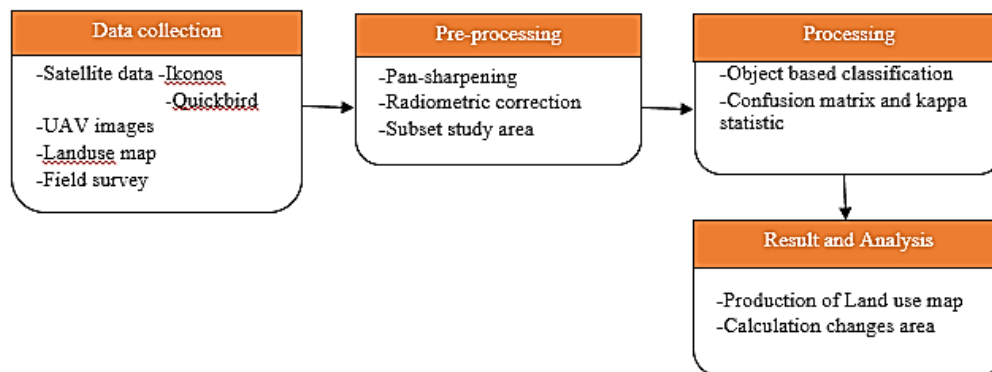 Data collection
-Satellite data -Ikonos
-Quickbird
-UAV images
-Landuse map
-Field survey
Pre-processing
-Pan-sharpening
-Radiometric correction
-Subset study area
Processing
-Object based classification
-Confusion matrix and kappa
statistic
Result and Analysis
-Production of Land use map
-Calculation changes area